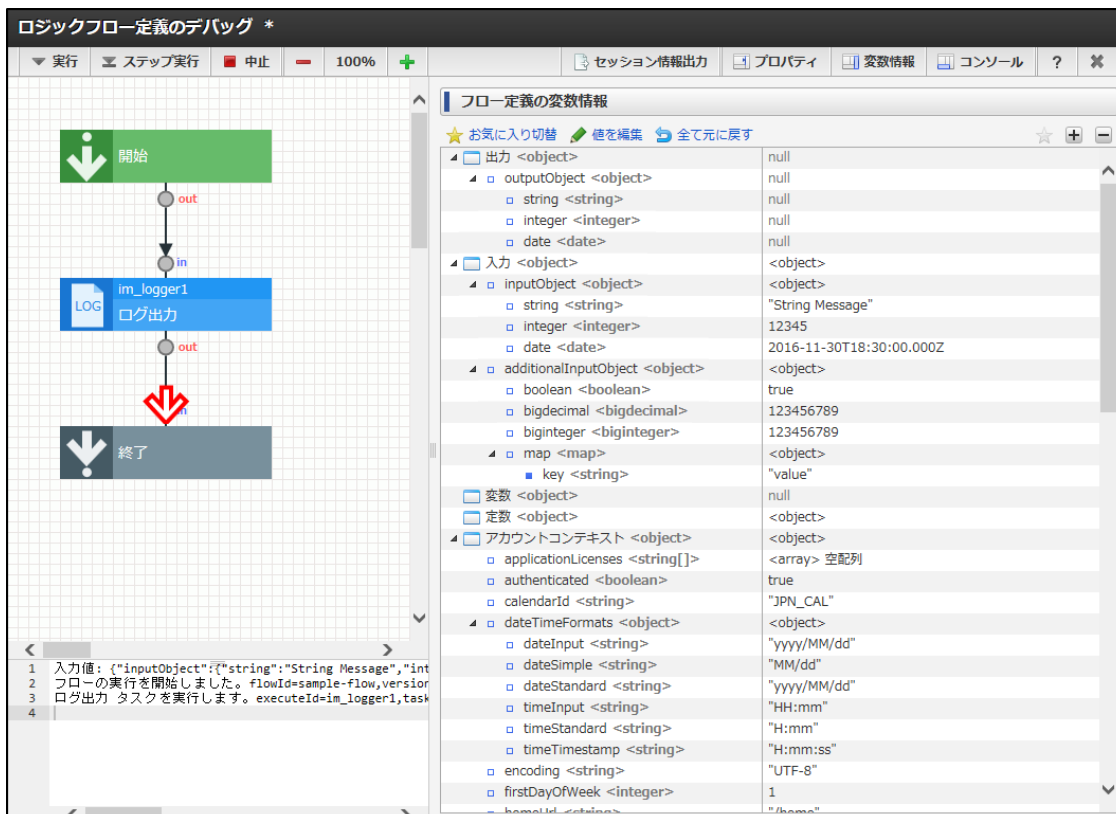 ロジックフロー定義のデバッグ *
実行 ステップ実行 中止 100% セッション情報出力 プロパティ 変数情報 コンソール ?
開始
out
in
im_logger1
LOG
ログ出力
out
終了
1 入力値: {"inputObject":{"string":"String Message","int
2 フローの実行を開始しました。flowId=sample-flow,version
3 ログ出力 タスクを実行します。executeId=im_logger1,task
4
フロー定義の変数情報
お気に入り切替 値を編集 全て元に戻す
出力 <object> null
outputObject <object> null
string <string> null
integer <integer> null
date <date> null
入力 <object> <object>
inputObject <object> <object>
string <string> "String Message"
integer <integer> 12345
date <date> 2016-11-30T18:30:00.000Z
additionalInputObject <object> <object>
boolean <boolean> true
bigdecimal <bigdecimal> 123456789
biginteger <biginteger> 123456789
map <map> <object>
key <string> "value"
変数 <object> null
定数 <object> <object>
アカウントコンテキスト <object> <object>
applicationLicenses <string[]> <array> 空配列
authenticated <boolean> true
calendarId <string> "JPN_CAL"
dateTimeFormats <object> <object>
dateInput <string> "yyyy/MM/dd"
dateSimple <string> "MM/dd"
dateStandard <string> "yyyy/MM/dd"
timeInput <string> "HH:mm"
timeStandard <string> "H:mm"
timeTimestamp <string> "H:mm:ss"
encoding <string> "UTF-8"
firstDayOfWeek <integer> 1
homeUrl <string> "/home"